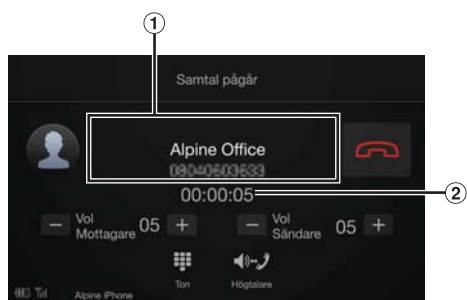 1
Samtal pågår
Alpine Office
08040603633
00:00:05
2
Vol Mottagare 05
Vol Sändare 05
Ton
Högtalare
Alpine iPhone